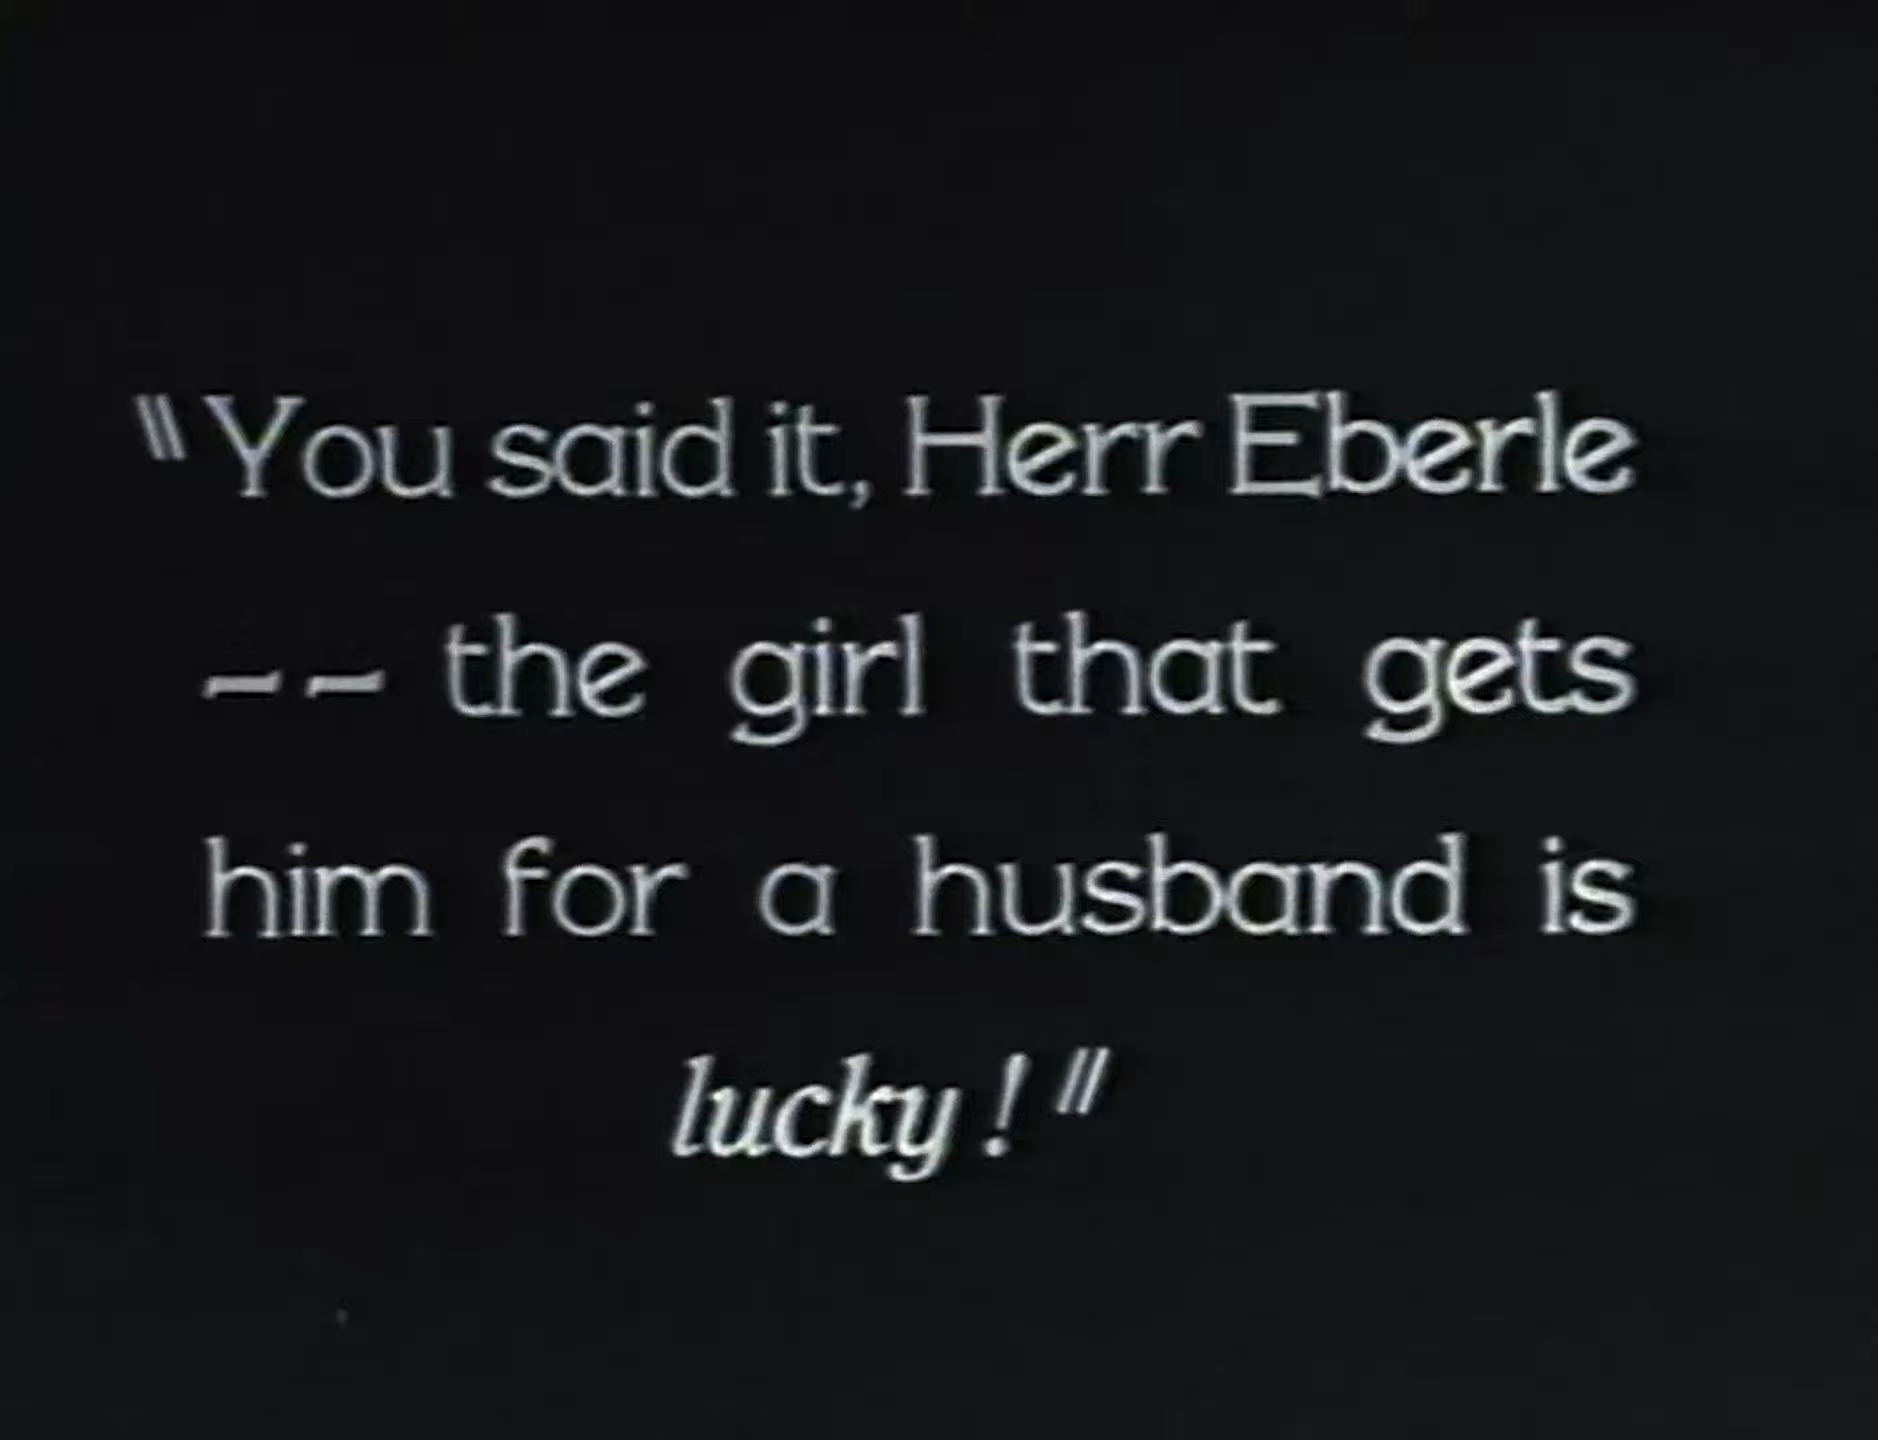 "You said it, Herr Eberle
-- the girl that gets
him for a husband is
lucky!"